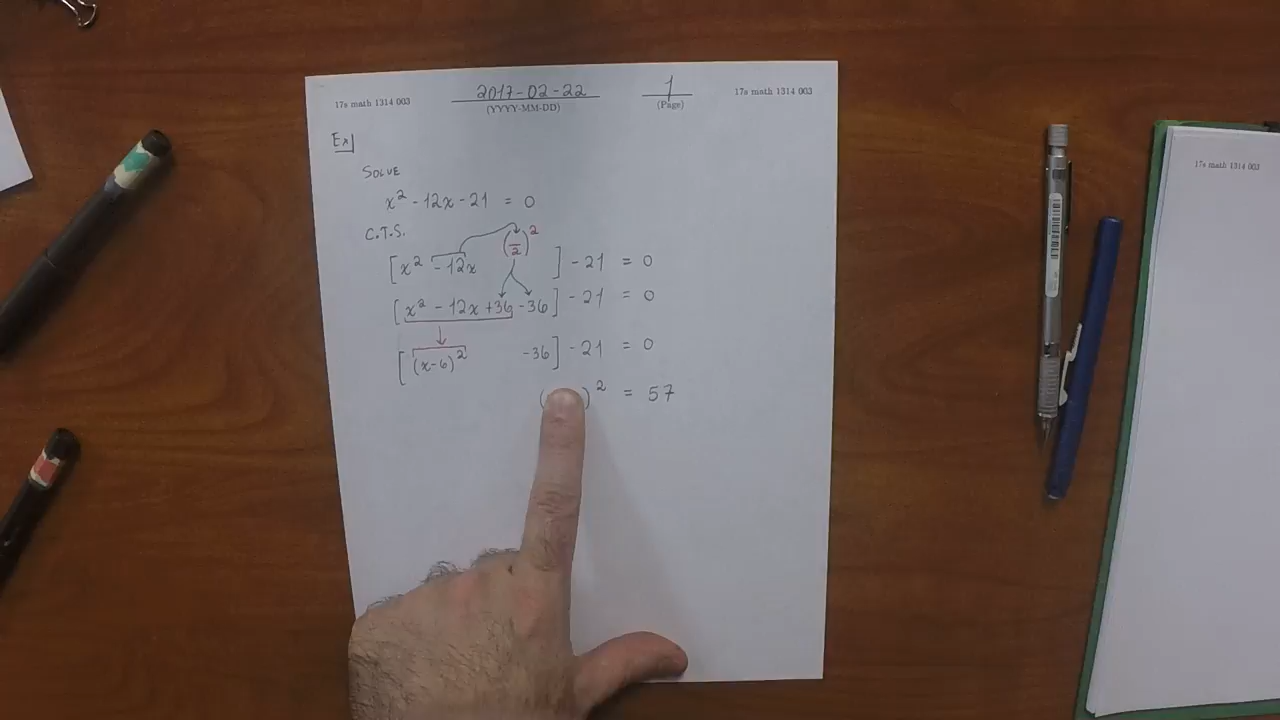 17s math 1314 003 2017-02-22 1 17s math 1314 003
(YYYY-MM-DD) (Page)
Ex
SOLVE
x² - 12x - 21 = 0
C.T.S.
(/2)²
[x² - 12x ] - 21 = 0
[x² - 12x + 36 - 36] - 21 = 0
[(x-6)² -36] - 21 = 0
( )² = 57
17s math 1314 003